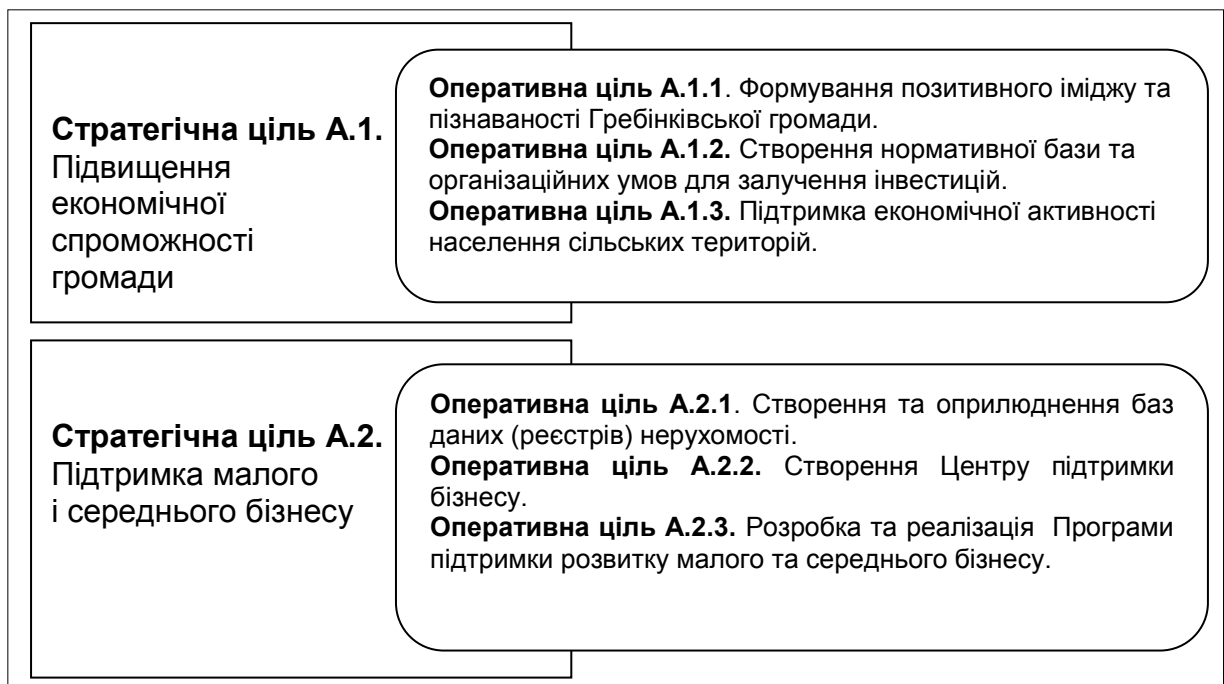 Стратегічна ціль А.1.
Підвищення
економічної
спроможності
громади
Оперативна ціль А.1.1. Формування позитивного іміджу та
пізнаваності Гребінківської громади.
Оперативна ціль А.1.2. Створення нормативної бази та
організаційних умов для залучення інвестицій.
Оперативна ціль А.1.3. Підтримка економічної активності
населення сільських територій.
Стратегічна ціль А.2.
Підтримка малого
і середнього бізнесу
Оперативна ціль А.2.1. Створення та оприлюднення баз
даних (реєстрів) нерухомості.
Оперативна ціль А.2.2. Створення Центру підтримки
бізнесу.
Оперативна ціль А.2.3. Розробка та реалізація Програми
підтримки розвитку малого та середнього бізнесу.